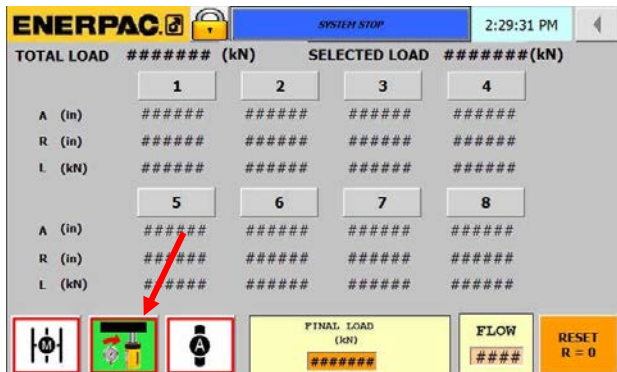 ENERPAC. SYSTEM STOP 2:29:31 PM
TOTAL LOAD ####### (kN) SELECTED LOAD #######(kN)
1 2 3 4
A (in) ###### ###### ###### ######
R (in) ###### ###### ###### ######
L (kN) ###### ###### ###### ######
5 6 7 8
A (in) ###### ###### ###### ######
R (in) ###### ###### ###### ######
L (kN) ###### ###### ###### ######
M
A
FINAL LOAD
(kN)
#######
FLOW
####
RESET
R = 0